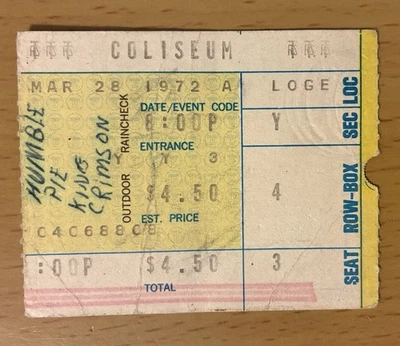 COLISEUM
MAR 28 1972 A LOGE
DATE/EVENT CODE
8:00P Y
ENTRANCE
Y Y 3
$4.50 4
EST. PRICE
C4C688C8
:00P $4.50 3
TOTAL
OUTDOOR RAINCHECK
HUMBLE
PIE
KING
CRIMSON
SEC LOC
ROW-BOX
SEAT